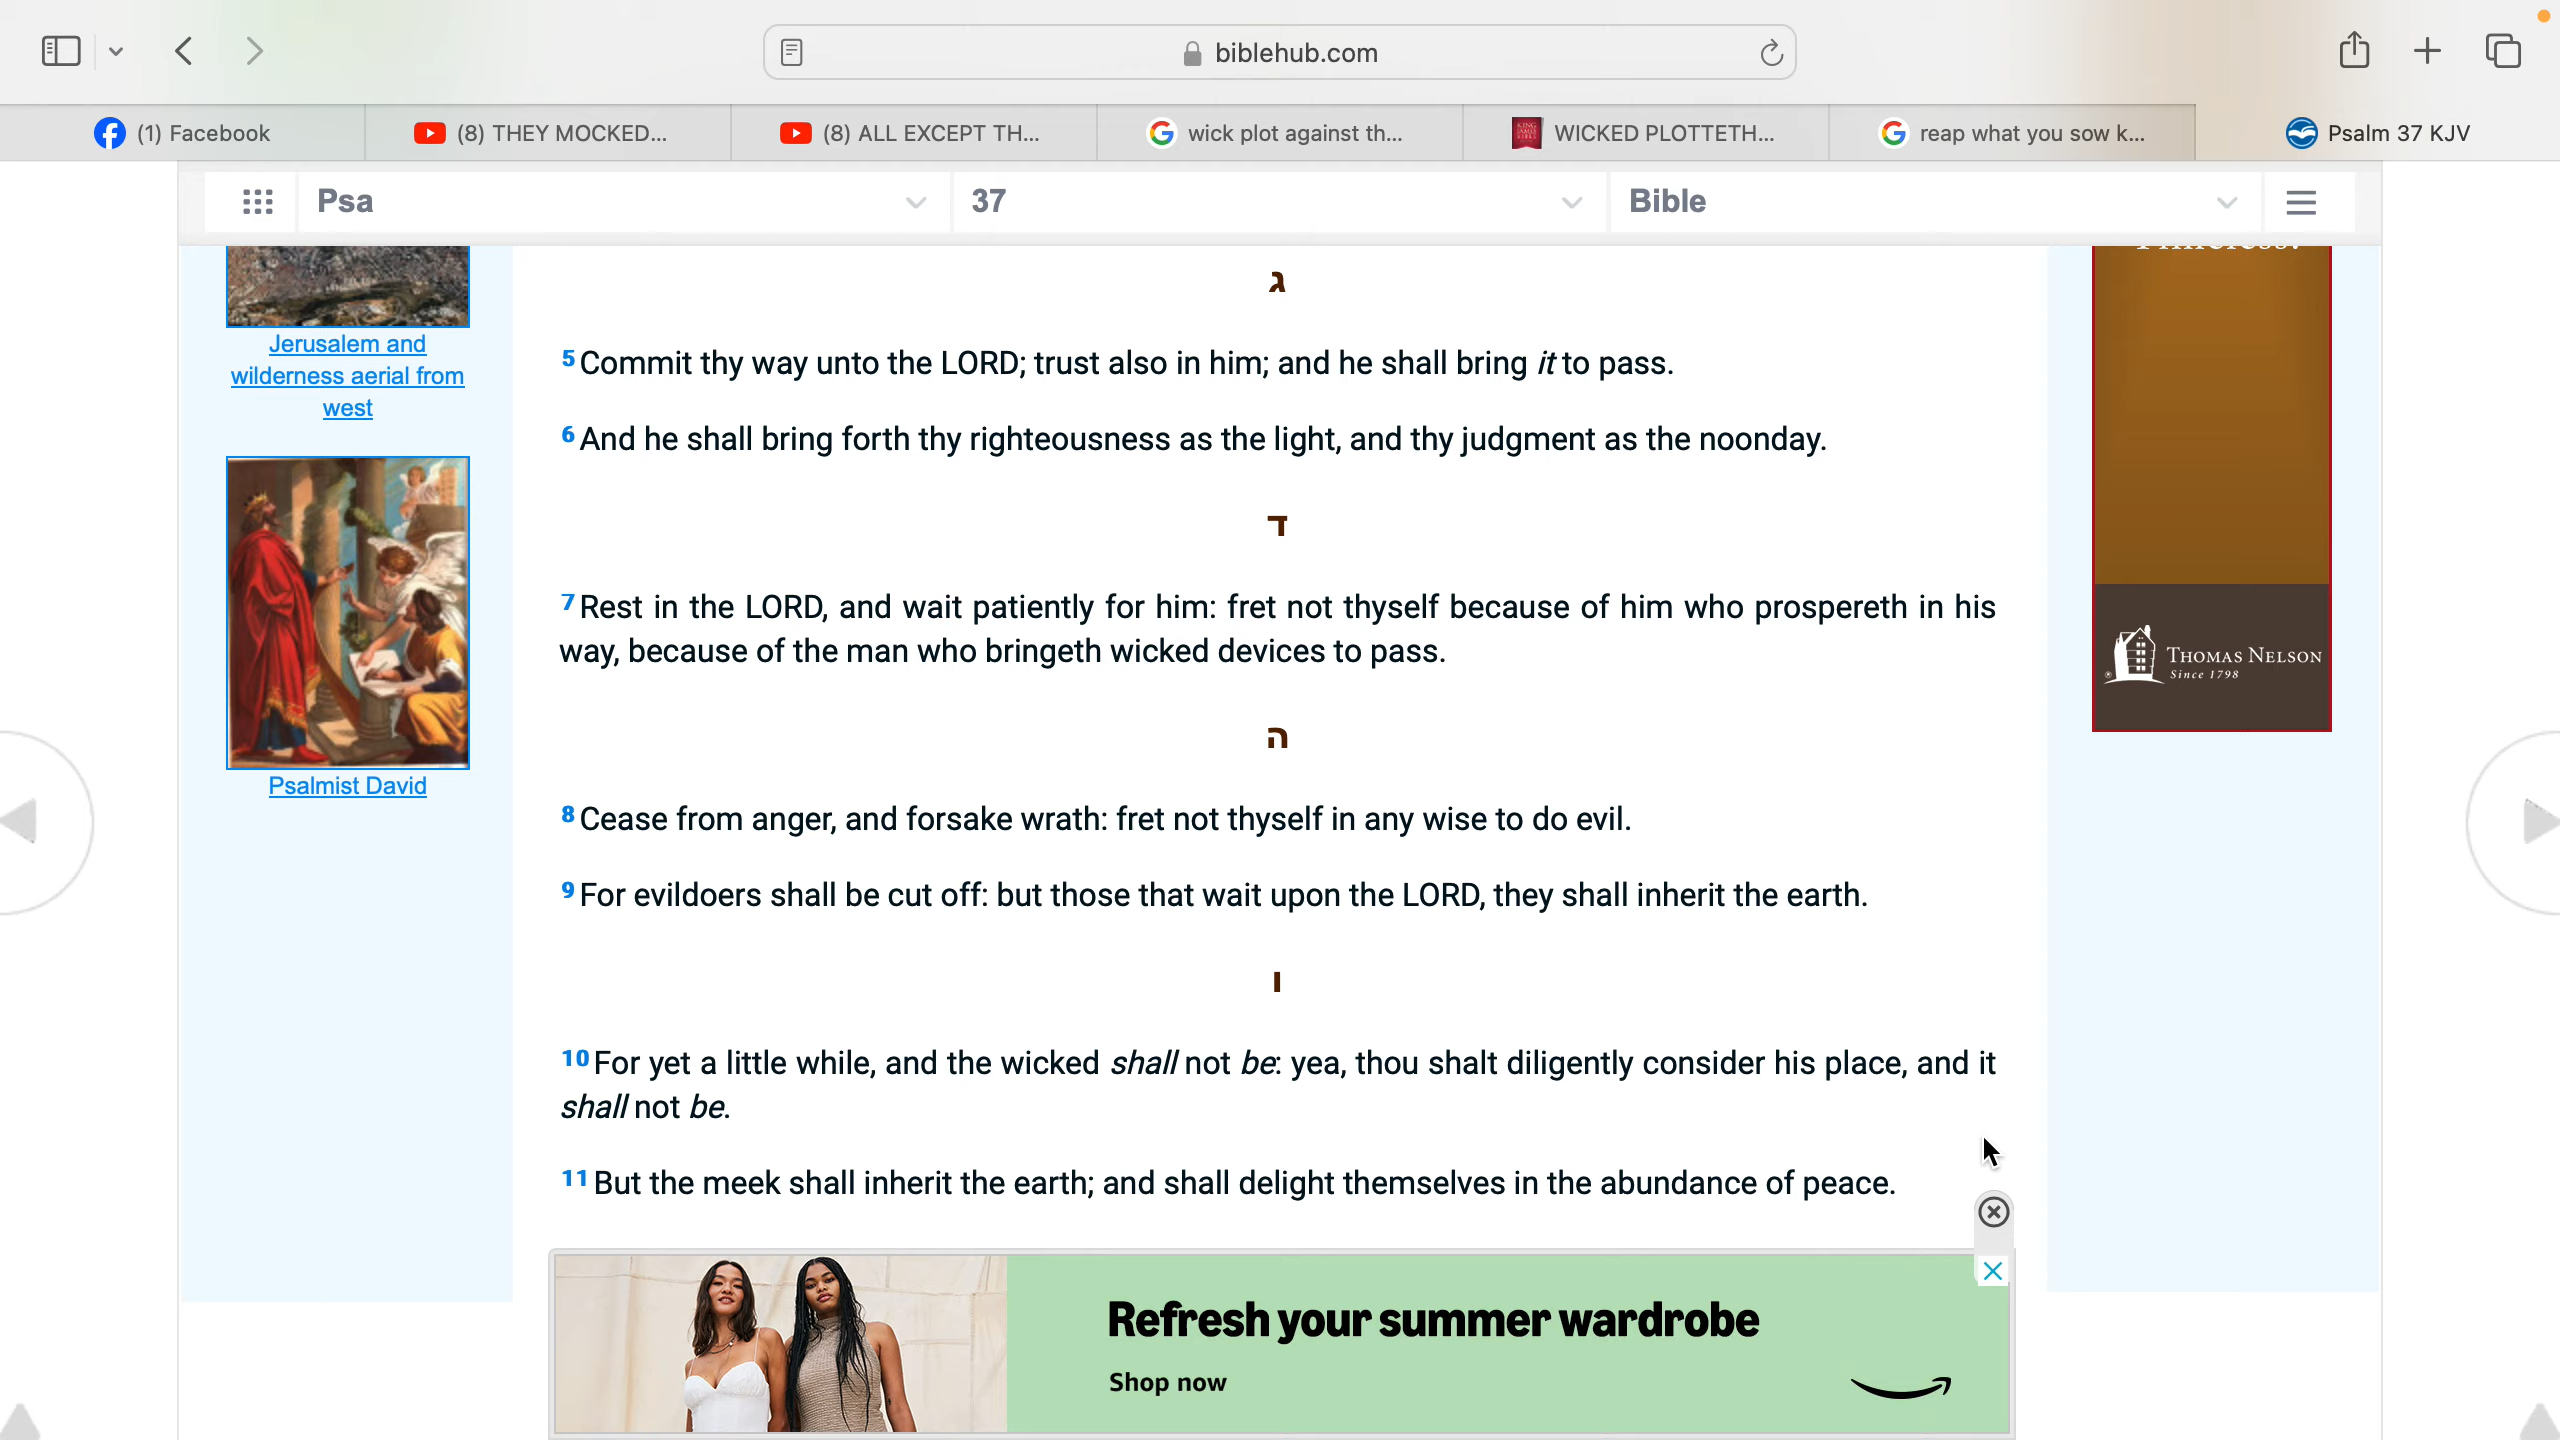 biblehub.com
(1) Facebook
(8) THEY MOCKED...
(8) ALL EXCEPT TH...
wick plot against th...
WICKED PLOTTETH...
reap what you sow k...
Psalm 37 KJV
Psa
37
Bible
ג
5 Commit thy way unto the LORD; trust also in him; and he shall bring it to pass.
6 And he shall bring forth thy righteousness as the light, and thy judgment as the noonday.
ד
7 Rest in the LORD, and wait patiently for him: fret not thyself because of him who prospereth in his
way, because of the man who bringeth wicked devices to pass.
ה
8 Cease from anger, and forsake wrath: fret not thyself in any wise to do evil.
9 For evildoers shall be cut off: but those that wait upon the LORD, they shall inherit the earth.
ו
10 For yet a little while, and the wicked shall not be: yea, thou shalt diligently consider his place, and it
shall not be.
11 But the meek shall inherit the earth; and shall delight themselves in the abundance of peace.
Jerusalem and
wilderness aerial from
west
Psalmist David
THOMAS NELSON
Since 1798
Refresh your summer wardrobe
Shop now